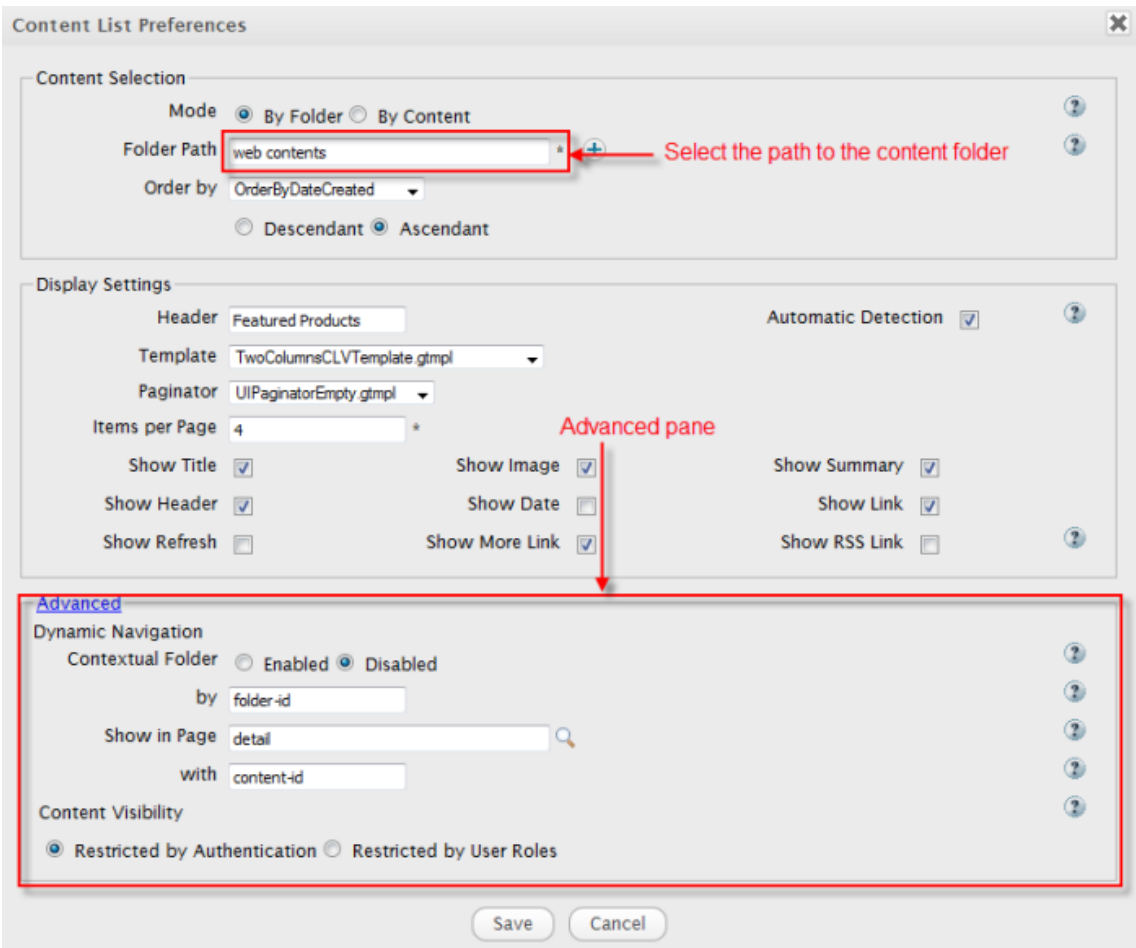 Content List Preferences
Content Selection
Mode By Folder By Content
Folder Path web contents * Select the path to the content folder
Order by OrderByDateCreated
Descendant Ascendant
Display Settings
Header Featured Products Automatic Detection
Template TwoColumnsCLVTemplate.gtmpl
Paginator UIPaginatorEmpty.gtmpl
Items per Page 4 * Advanced pane
Show Title Show Image Show Summary
Show Header Show Date Show Link
Show Refresh Show More Link Show RSS Link
Advanced
Dynamic Navigation
Contextual Folder Enabled Disabled
by folder-id
Show in Page detail
with content-id
Content Visibility
Restricted by Authentication Restricted by User Roles
Save Cancel